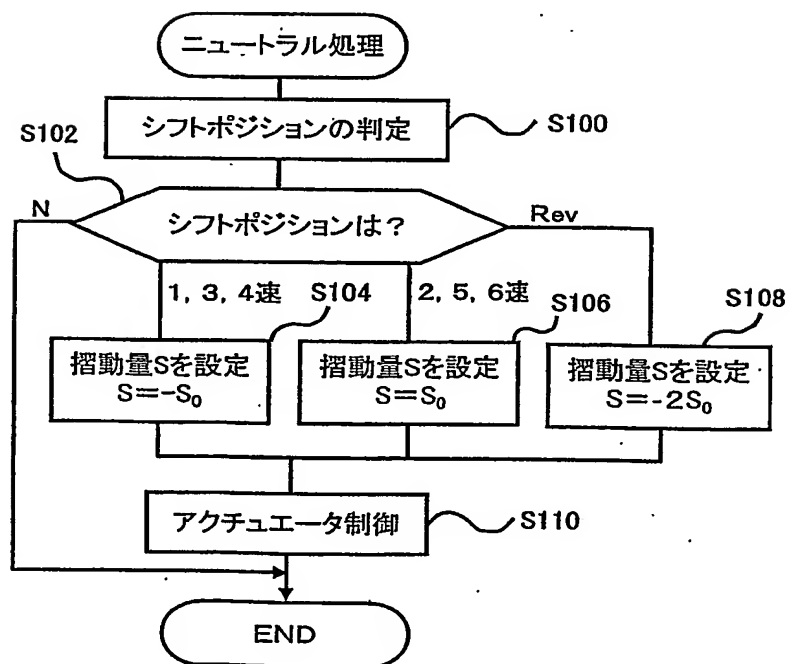 ニュートラル処理
シフトポジションの判定
S100
S102
N
シフトポジションは？
Rev
1, 3, 4速
S104
2, 5, 6速
S106
S108
摺動量Sを設定
S=-S₀
摺動量Sを設定
S=S₀
摺動量Sを設定
S=-2S₀
アクチュエータ制御
S110
END